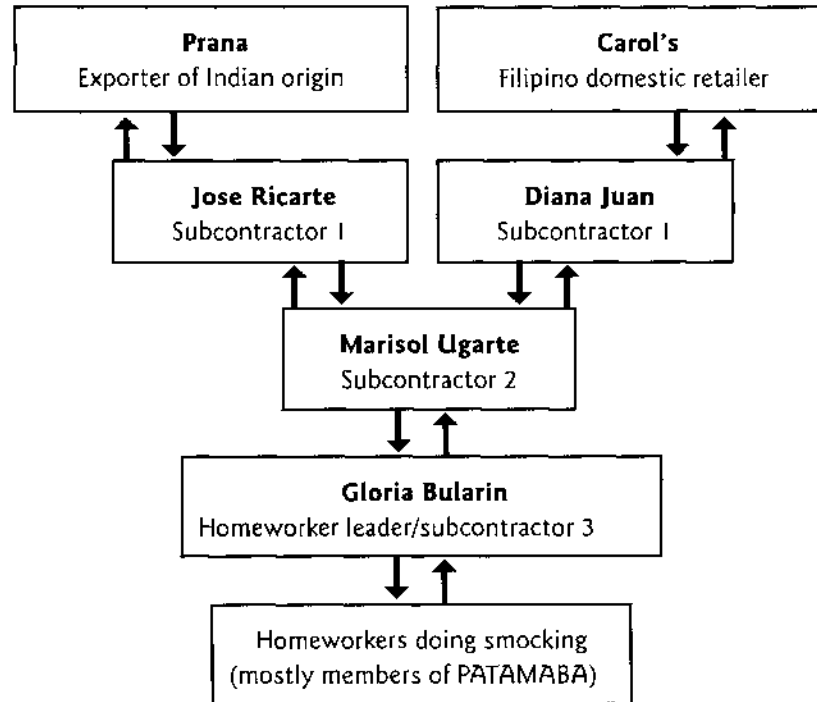 Prana
Exporter of Indian origin
Carol's
Filipino domestic retailer
Jose Ricarte
Subcontractor 1
Diana Juan
Subcontractor 1
Marisol Ugarte
Subcontractor 2
Gloria Bularin
Homeworker leader/subcontractor 3
Homeworkers doing smocking
(mostly members of PATAMABA)